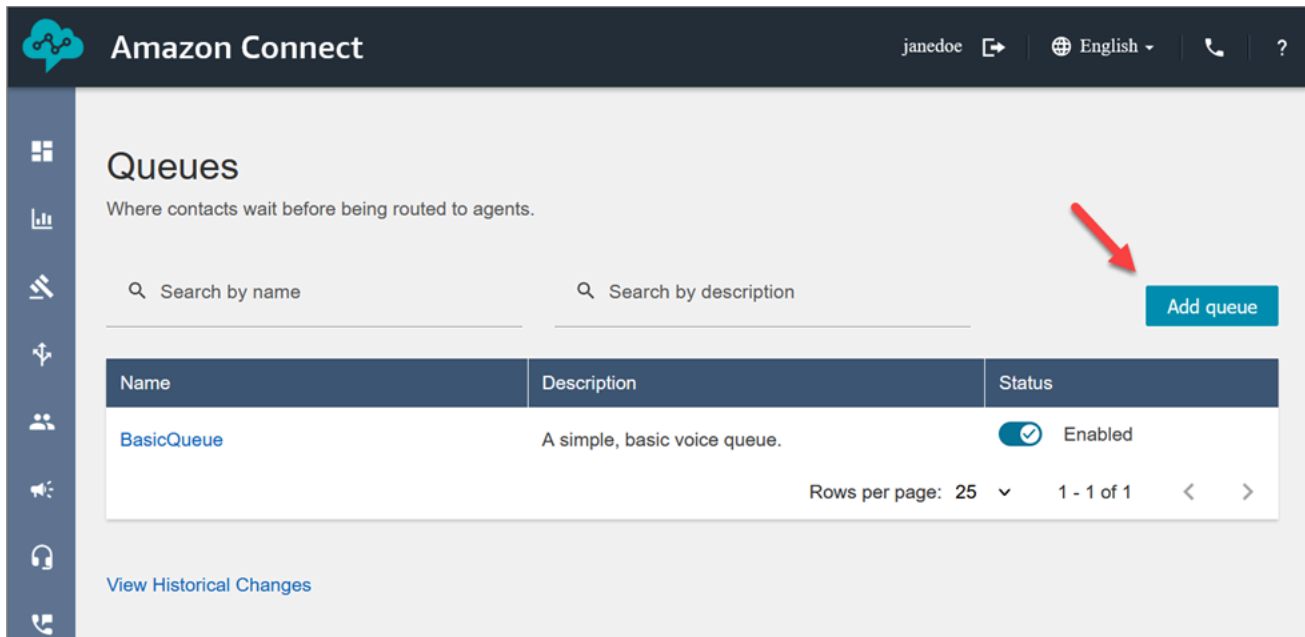 Amazon Connect
janedoe
English
?
Queues
Where contacts wait before being routed to agents.
Search by name
Search by description
Add queue
Name
Description
Status
BasicQueue
A simple, basic voice queue.
Enabled
Rows per page: 25
1 - 1 of 1
View Historical Changes